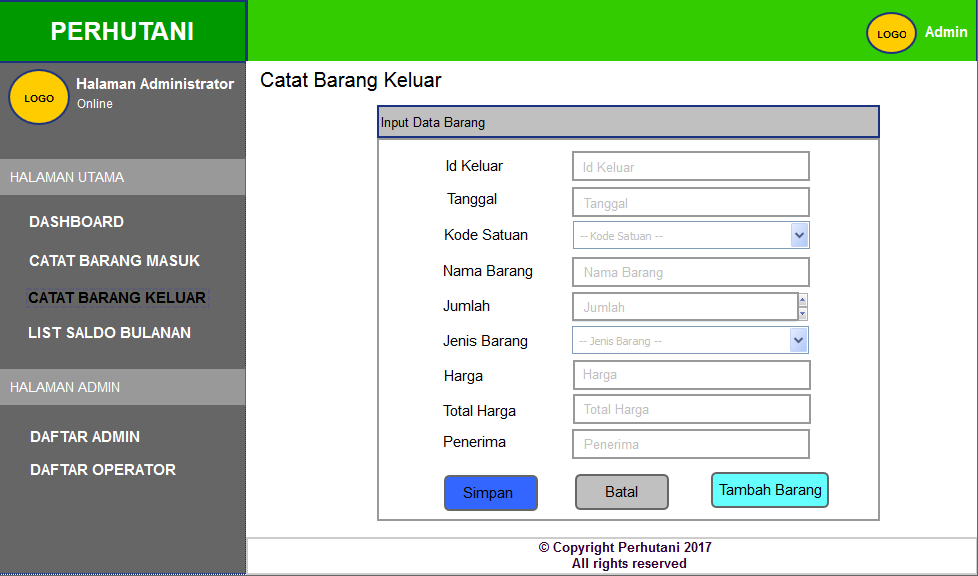 PERHUTANI
LOGO
Admin
LOGO
Halaman Administrator
Online
HALAMAN UTAMA
DASHBOARD
CATAT BARANG MASUK
CATAT BARANG KELUAR
LIST SALDO BULANAN
HALAMAN ADMIN
DAFTAR ADMIN
DAFTAR OPERATOR
Catat Barang Keluar
Input Data Barang
Id Keluar Id Keluar
Tanggal Tanggal
Kode Satuan -- Kode Satuan --
Nama Barang Nama Barang
Jumlah Jumlah
Jenis Barang -- Jenis Barang --
Harga Harga
Total Harga Total Harga
Penerima Penerima
Simpan Batal Tambah Barang
© Copyright Perhutani 2017
All rights reserved